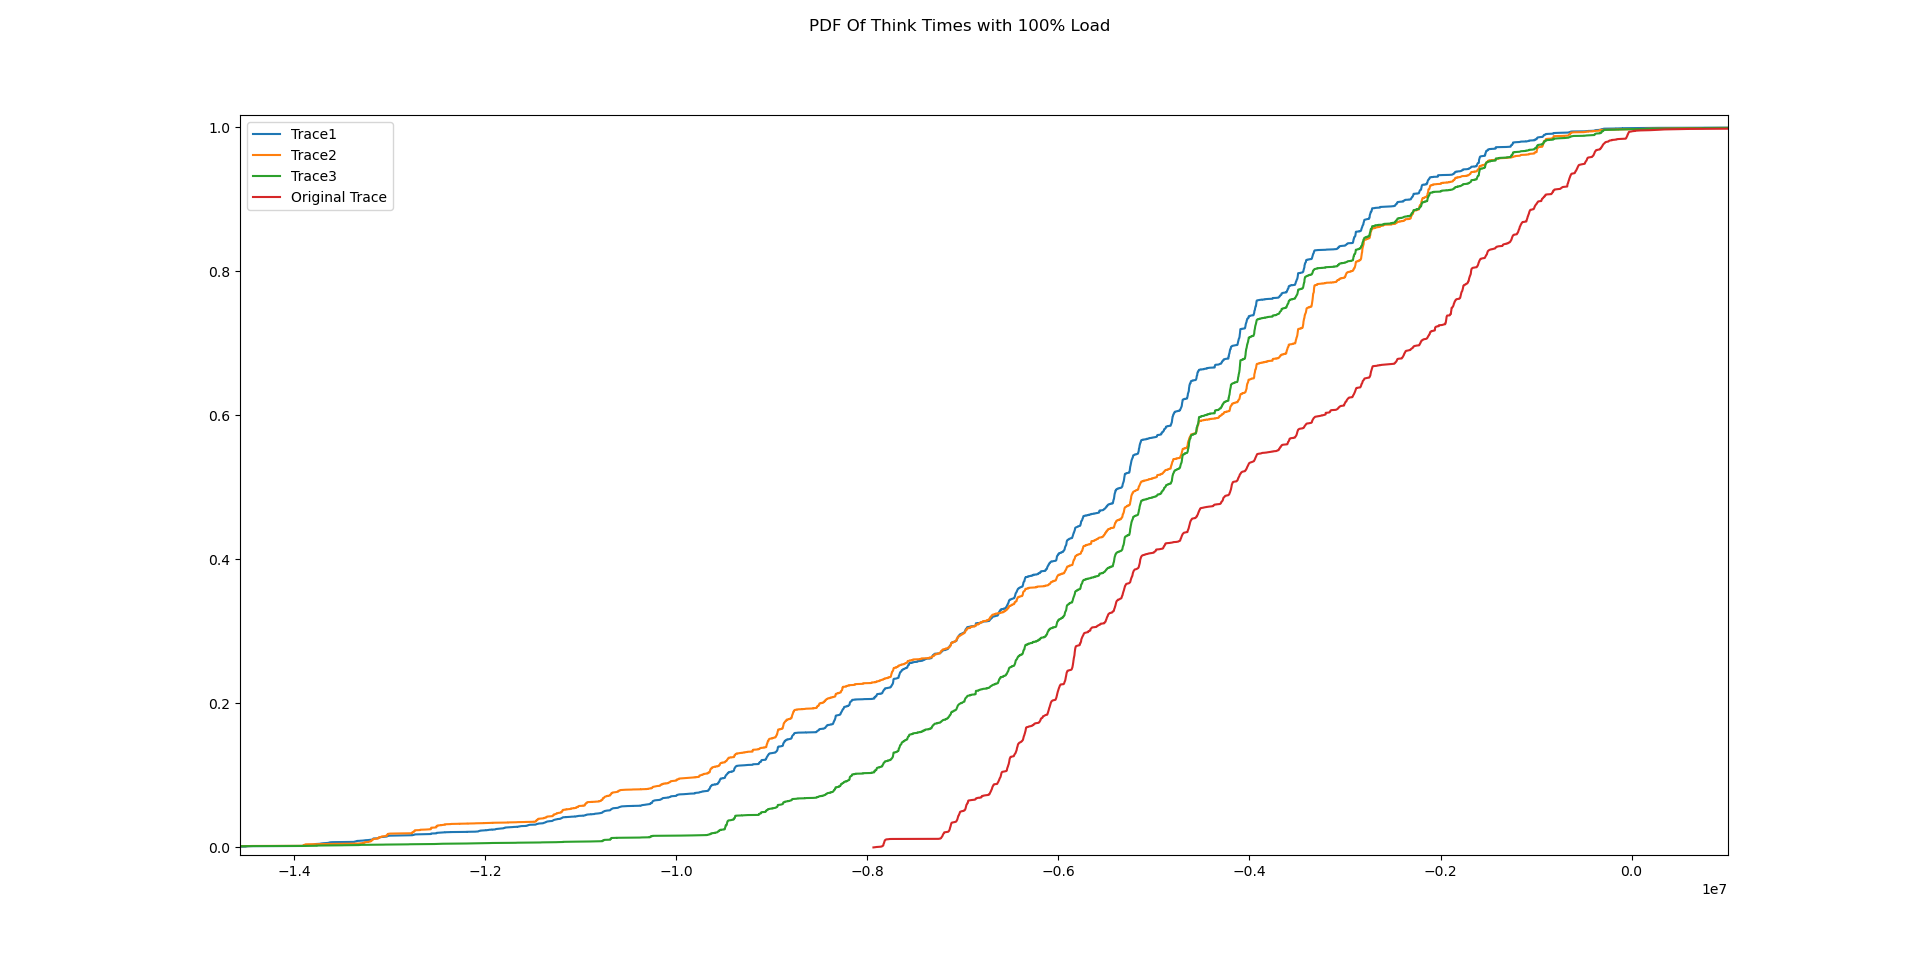 PDF Of Think Times with 100% Load
Trace1
Trace2
Trace3
Original Trace
1.0
0.8
0.6
0.4
0.2
0.0
−1.4 −1.2 −1.0 −0.8 −0.6 −0.4 −0.2 0.0
1e7